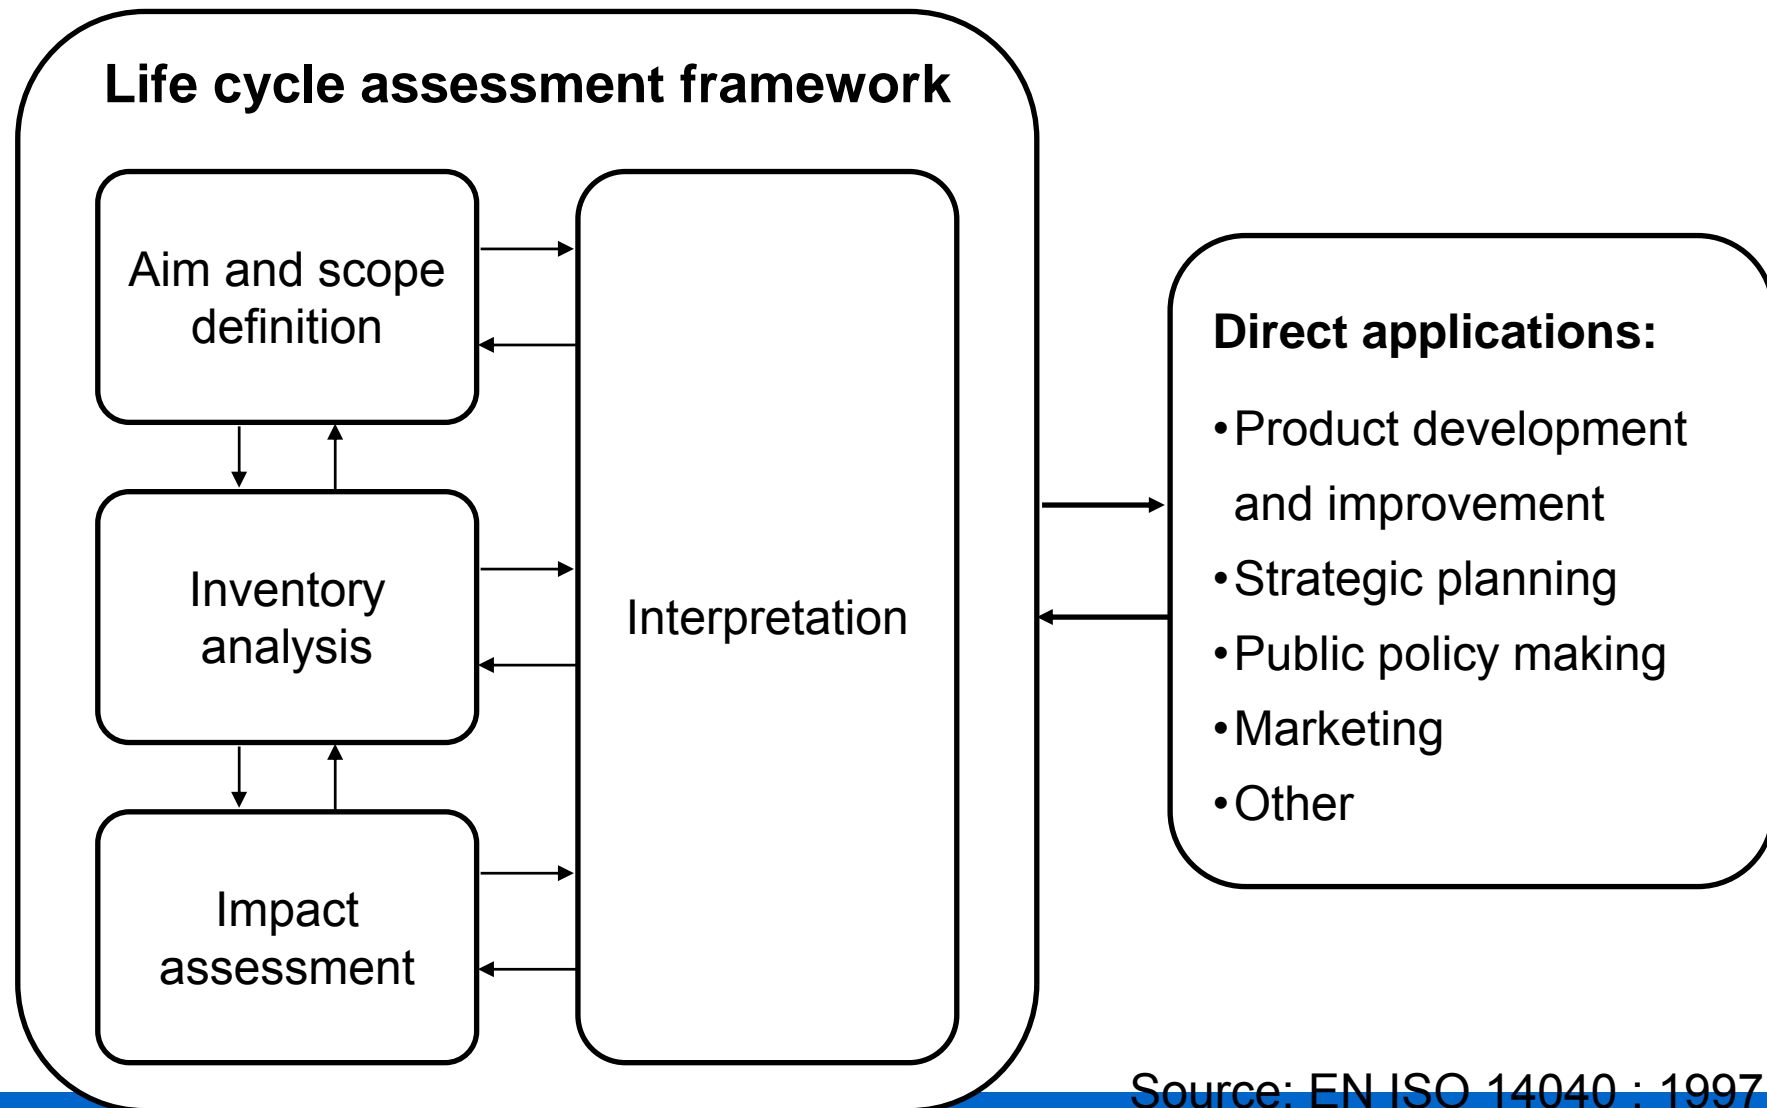 Life cycle assessment framework
Aim and scope
definition
Inventory
analysis
Impact
assessment
Interpretation
Direct applications:
•Product development
and improvement
•Strategic planning
•Public policy making
•Marketing
•Other
Source: EN ISO 14040 : 1997